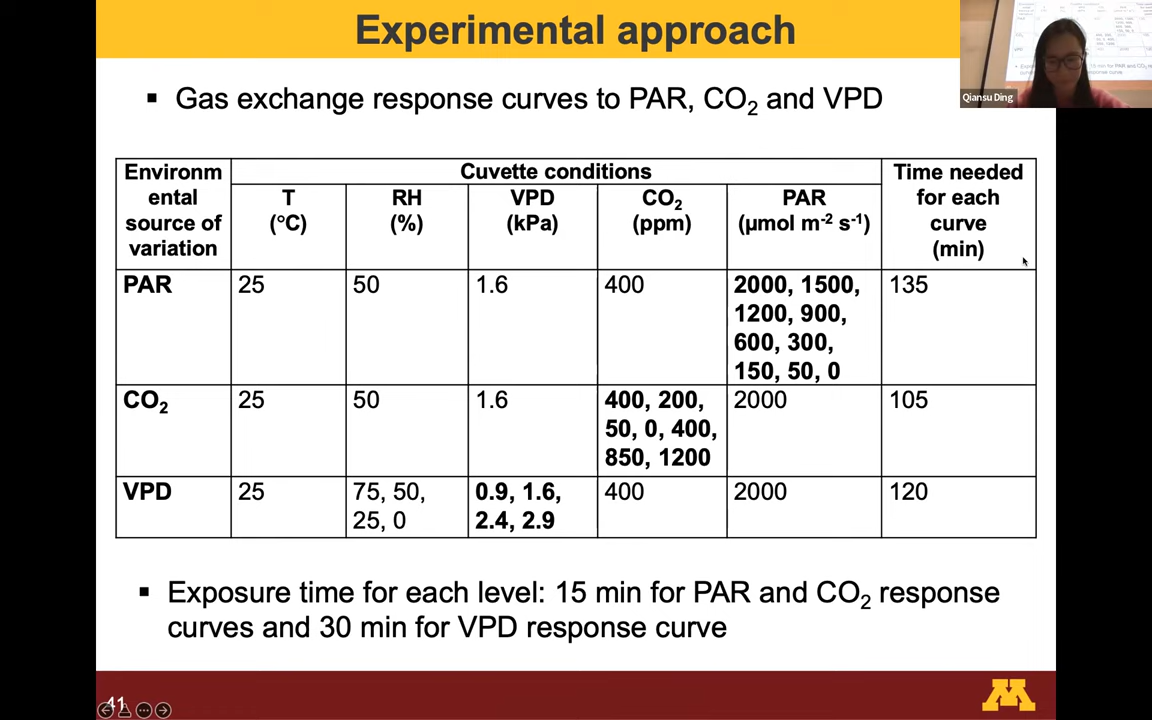 Experimental approach
Qiansu Ding
▪ Gas exchange response curves to PAR, CO₂ and VPD
Environm
ental
source of
variation
Cuvette conditions
Time needed
for each
curve
(min)
T
(°C)
RH
(%)
VPD
(kPa)
CO₂
(ppm)
PAR
(µmol m⁻² s⁻¹)
PAR
25
50
1.6
400
2000, 1500,
1200, 900,
600, 300,
150, 50, 0
135
CO₂
25
50
1.6
400, 200,
50, 0, 400,
850, 1200
2000
105
VPD
25
75, 50,
25, 0
0.9, 1.6,
2.4, 2.9
400
2000
120
▪ Exposure time for each level: 15 min for PAR and CO₂ response
curves and 30 min for VPD response curve
41
M